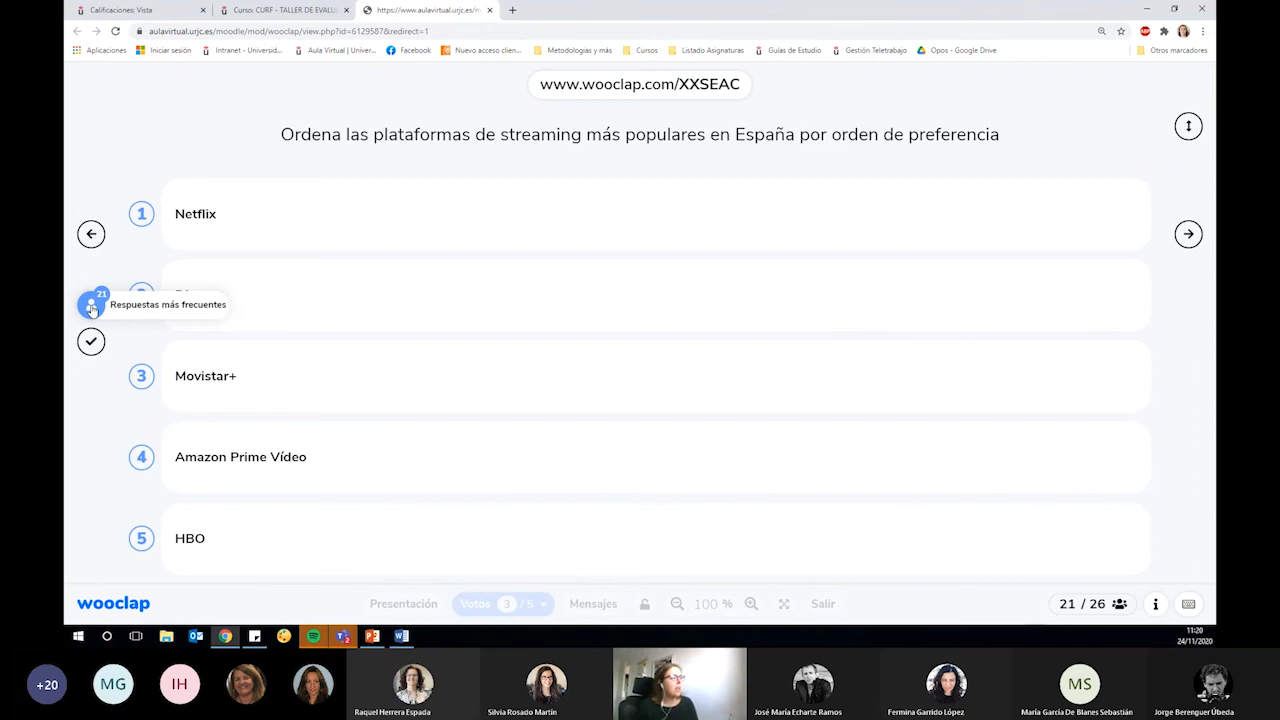 Calificaciones: Vista
Curso: CURF - TALLER DE EVALU
https://www.aulavirtual.urjc.es/m
aulavirtual.urjc.es/moodle/mod/wooclap/view.php?id=6129587&redirect=1
Aplicaciones
Iniciar sesión
Intranet - Universid...
Aula Virtual | Univer...
Facebook
Nuevo acceso clien...
Metodologías y más
Cursos
Listado Asignaturas
Guías de Estudio
Gestión Teletrabajo
Opos - Google Drive
Otros marcadores
www.wooclap.com/XXSEAC
Ordena las plataformas de streaming más populares en España por orden de preferencia
1 Netflix
21
Respuestas más frecuentes
3 Movistar+
4 Amazon Prime Vídeo
5 HBO
wooclap
Presentación
Votos 3 / 5
Mensajes
100 %
Salir
21 / 26
11:20
24/11/2020
+20
MG
IH
MS
Raquel Herrera Espada
Silvia Rosado Martín
José María Echarte Ramos
Fermina Garrido López
María García De Blanes Sebastián
Jorge Berenguer Úbeda